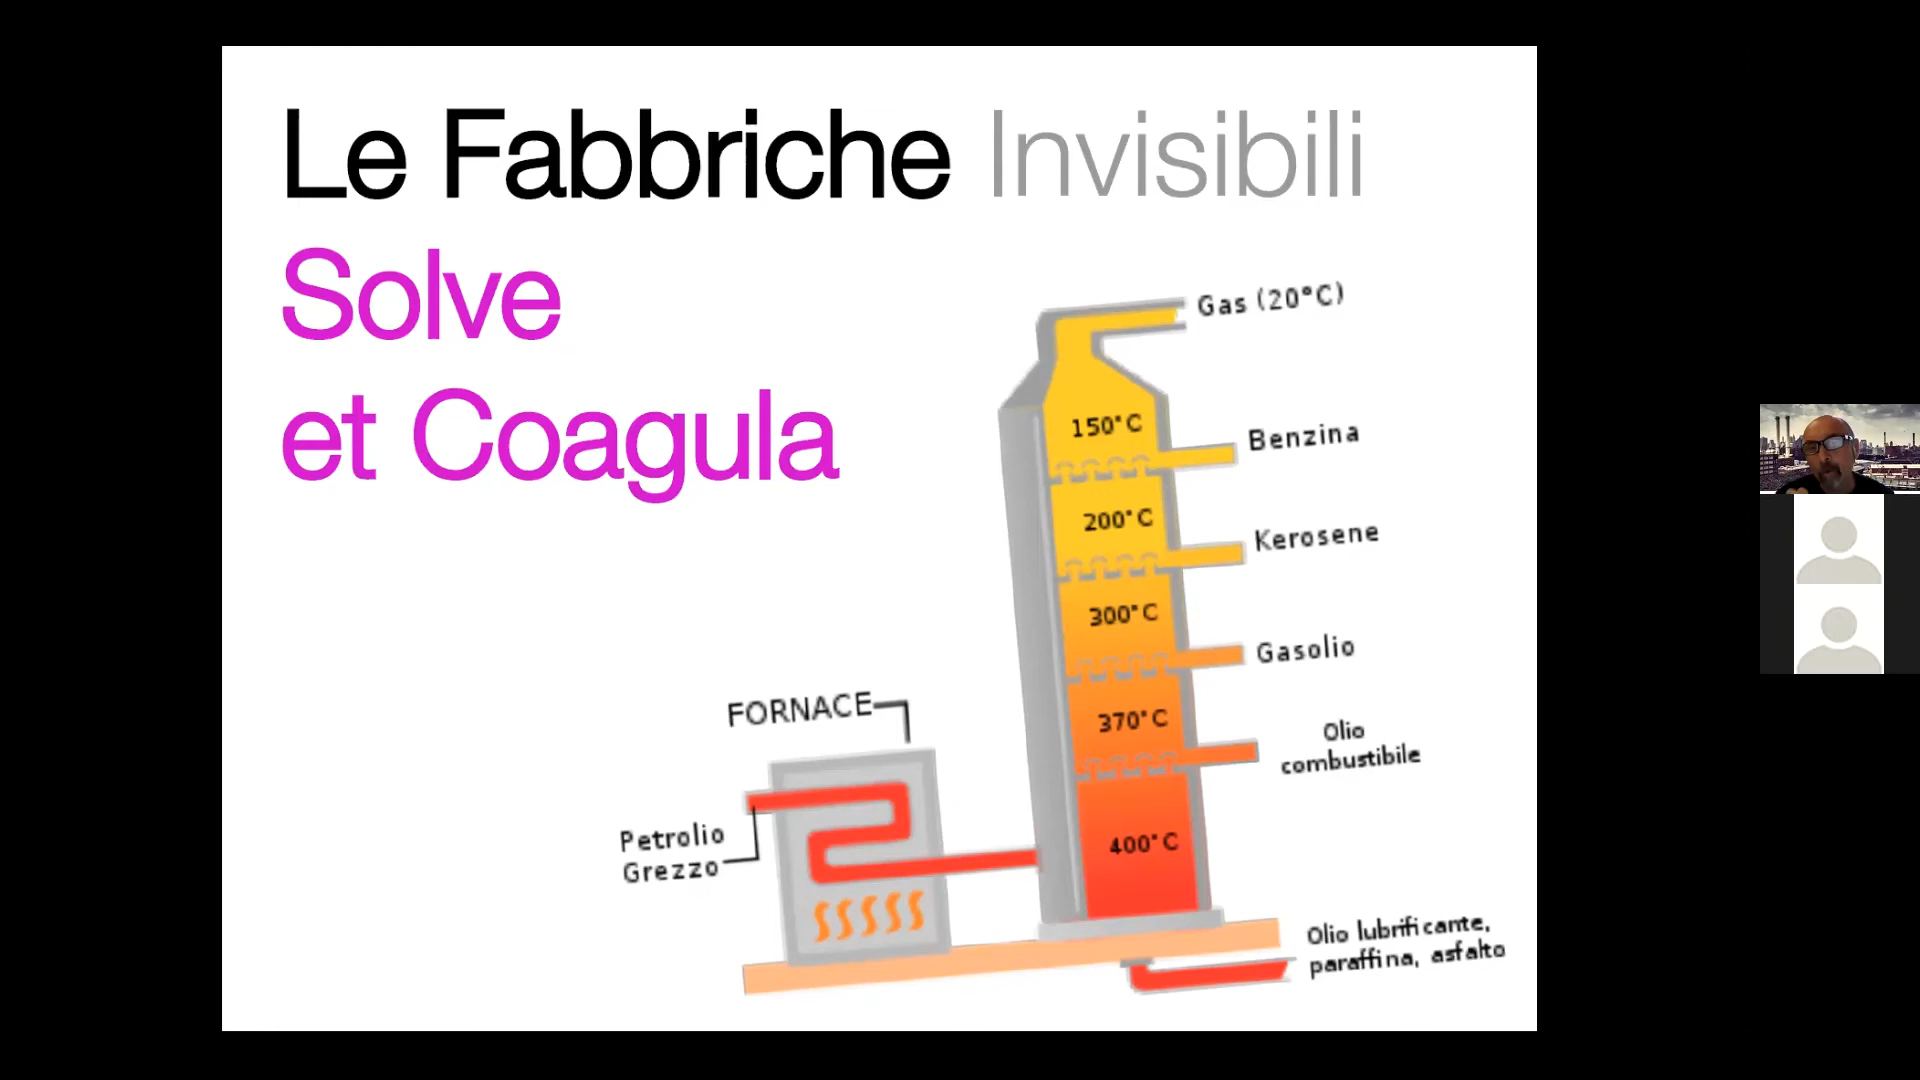 Le Fabbriche Invisibili
Solve
et Coagula
Gas (20°C)
150°C
Benzina
200°C
Kerosene
300°C
Gasolio
370°C
Olio
combustibile
FORNACE
Petrolio
Grezzo
400°C
Olio lubrificante,
paraffina, asfalto